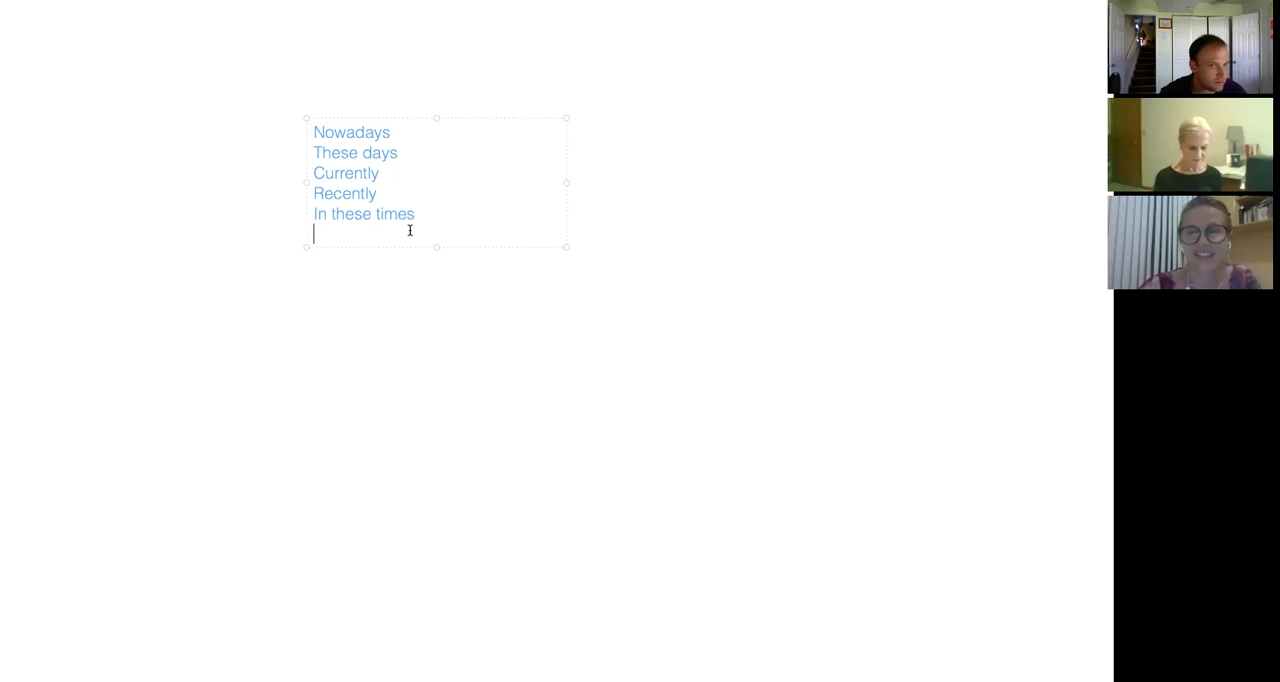 Nowadays
These days
Currently
Recently
In these times